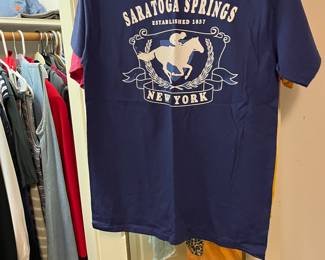 SARATOGA SPRINGS
ESTABLISHED 1857
NEW YORK